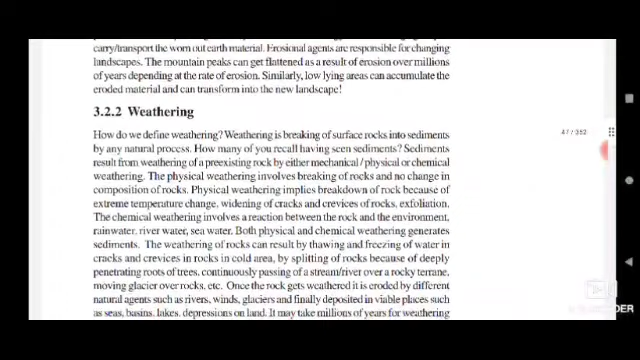 carry/transport the worn out earth material. Erosional agents are responsible for changing
landscapes. The mountain peaks can get flattened as a result of erosion over millions
of years depending at the rate of erosion. Similarly, low lying areas can accumulate the
eroded material and can transform into the new landscape!
3.2.2 Weathering
How do we define weathering? Weathering is breaking of surface rocks into sediments
by any natural process. How many of you recall having seen sediments? Sediments
result from weathering of a preexisting rock by either mechanical / physical or chemical
weathering. The physical weathering involves breaking of rocks and no change in
composition of rocks. Physical weathering implies breakdown of rock because of
extreme temperature change, widening of cracks and crevices of rocks, exfoliation.
The chemical weathering involves a reaction between the rock and the environment,
rainwater, river water, sea water. Both physical and chemical weathering generates
sediments. The weathering of rocks can result by thawing and freezing of water in
cracks and crevices in rocks in cold area, by splitting of rocks because of deeply
penetrating roots of trees, continuously passing of a stream/river over a rocky terrane,
moving glacier over rocks, etc. Once the rock gets weathered it is eroded by different
natural agents such as rivers, winds, glaciers and finally deposited in viable places such
as seas, basins, lakes, depressions on land. It may take millions of years for weathering
47 / 352